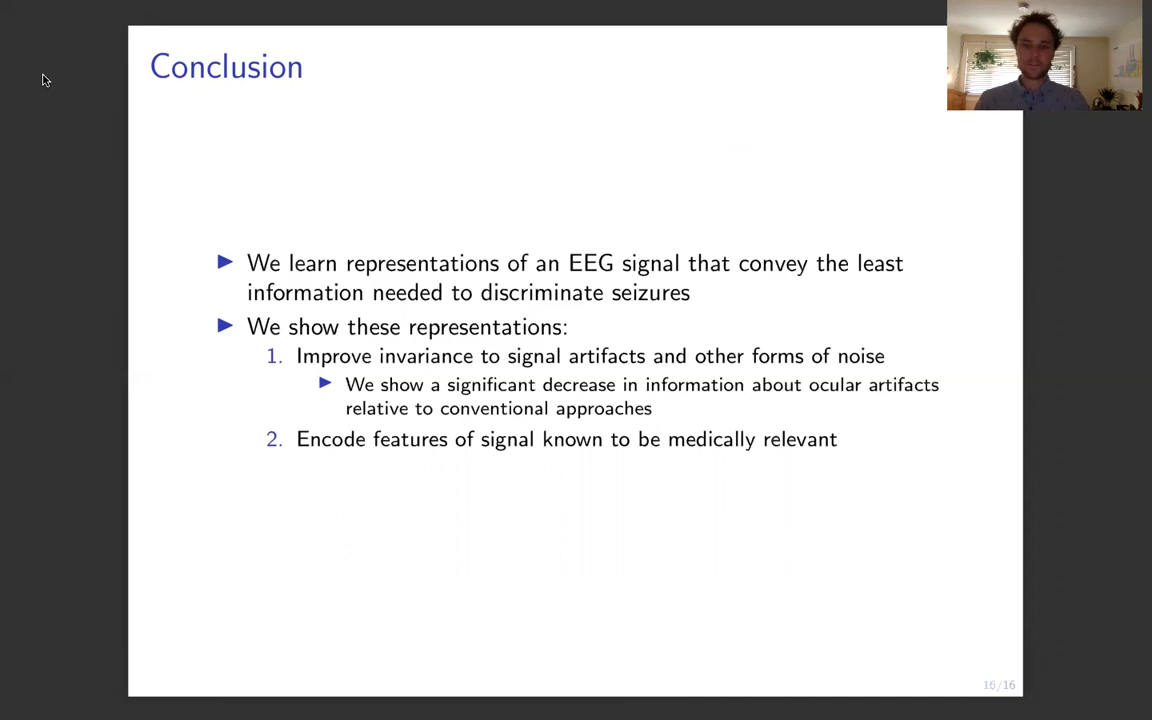 Conclusion
We learn representations of an EEG signal that convey the least
information needed to discriminate seizures
We show these representations:
1. Improve invariance to signal artifacts and other forms of noise
We show a significant decrease in information about ocular artifacts
relative to conventional approaches
2. Encode features of signal known to be medically relevant
16/16